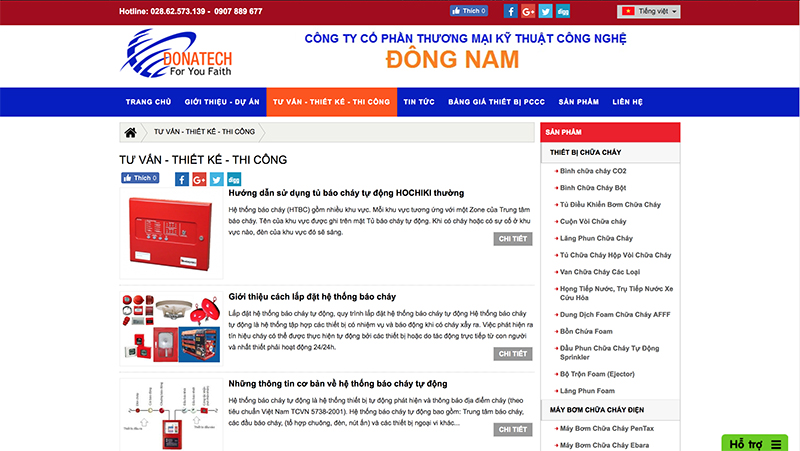 Hotline: 028.62.573.139 - 0907 889 677
Thích 0
Tiếng việt
DONATECH
For You Faith
CÔNG TY CỔ PHẦN THƯƠNG MẠI KỸ THUẬT CÔNG NGHỆ
ĐÔNG NAM
TRANG CHỦ GIỚI THIỆU - DỰ ÁN TƯ VẤN - THIẾT KẾ - THI CÔNG TIN TỨC BẢNG GIÁ THIẾT BỊ PCCC SẢN PHẨM LIÊN HỆ
TƯ VẤN - THIẾT KẾ - THI CÔNG
TƯ VẤN - THIẾT KẾ - THI CÔNG
Thích 0
Hướng dẫn sử dụng tủ báo cháy tự động HOCHIKI thường
Hệ thống báo cháy (HTBC) gồm nhiều khu vực. Mỗi khu vực tương ứng với một Zone của Trung tâm
báo cháy. Tên của khu vực được ghi trên mặt Tủ báo cháy tự động. Khi có cháy hoặc có sự cố ở khu
vực nào, đèn của khu vực đó sẽ sáng.
CHI TIẾT
Giới thiệu cách lắp đặt hệ thống báo cháy
Lắp đặt hệ thống báo cháy tự động, quy trình lắp đặt hệ thống báo cháy tự động Hệ thống báo cháy
tự động là hệ thống tập hợp các thiết bị có nhiệm vụ và báo động khi có cháy xẩy ra. Việc phát hiện ra
tín hiệu cháy có thể được thực hiện tự động bởi các thiết bị hoặc do tác động trực tiếp từ con người
và nhất thiết phải hoạt động 24/24h.
CHI TIẾT
Những thông tin cơ bản về hệ thống báo cháy tự động
Hệ thống báo cháy tự động là hệ thống thiết bị tự động phát hiện và thông báo địa điểm cháy (theo
tiêu chuẩn Việt Nam TCVN 5738-2001). Hệ thống báo cháy tự động bao gồm: Trung tâm báo cháy,
các đầu báo cháy, (tổ hợp chuông, đèn, nút ấn) và các thiết bị ngoại vi khác...
CHI TIẾT
SẢN PHẨM
THIẾT BỊ CHỮA CHÁY
Bình chữa cháy CO2
Bình Chữa Cháy Bột
Tủ Điều Khiển Bơm Chữa Cháy
Cuộn Vòi Chữa cháy
Lăng Phun Chữa Cháy
Tủ Chữa Cháy Hộp Vòi Chữa Cháy
Van Chữa Cháy Các Loại
Họng Tiếp Nước, Trụ Tiếp Nước Xe
Cứu Hỏa
Dung Dịch Foam Chữa Cháy AFFF
Bồn Chứa Foam
Đầu Phun Chữa Cháy Tự Động
Sprinkler
Bộ Trộn Foam (Ejector)
Lăng Phun Foam
MÁY BƠM CHỮA CHÁY ĐIỆN
Máy Bơm Chữa Cháy PenTax
Máy Bơm Chữa Cháy Ebara
Hỗ trợ